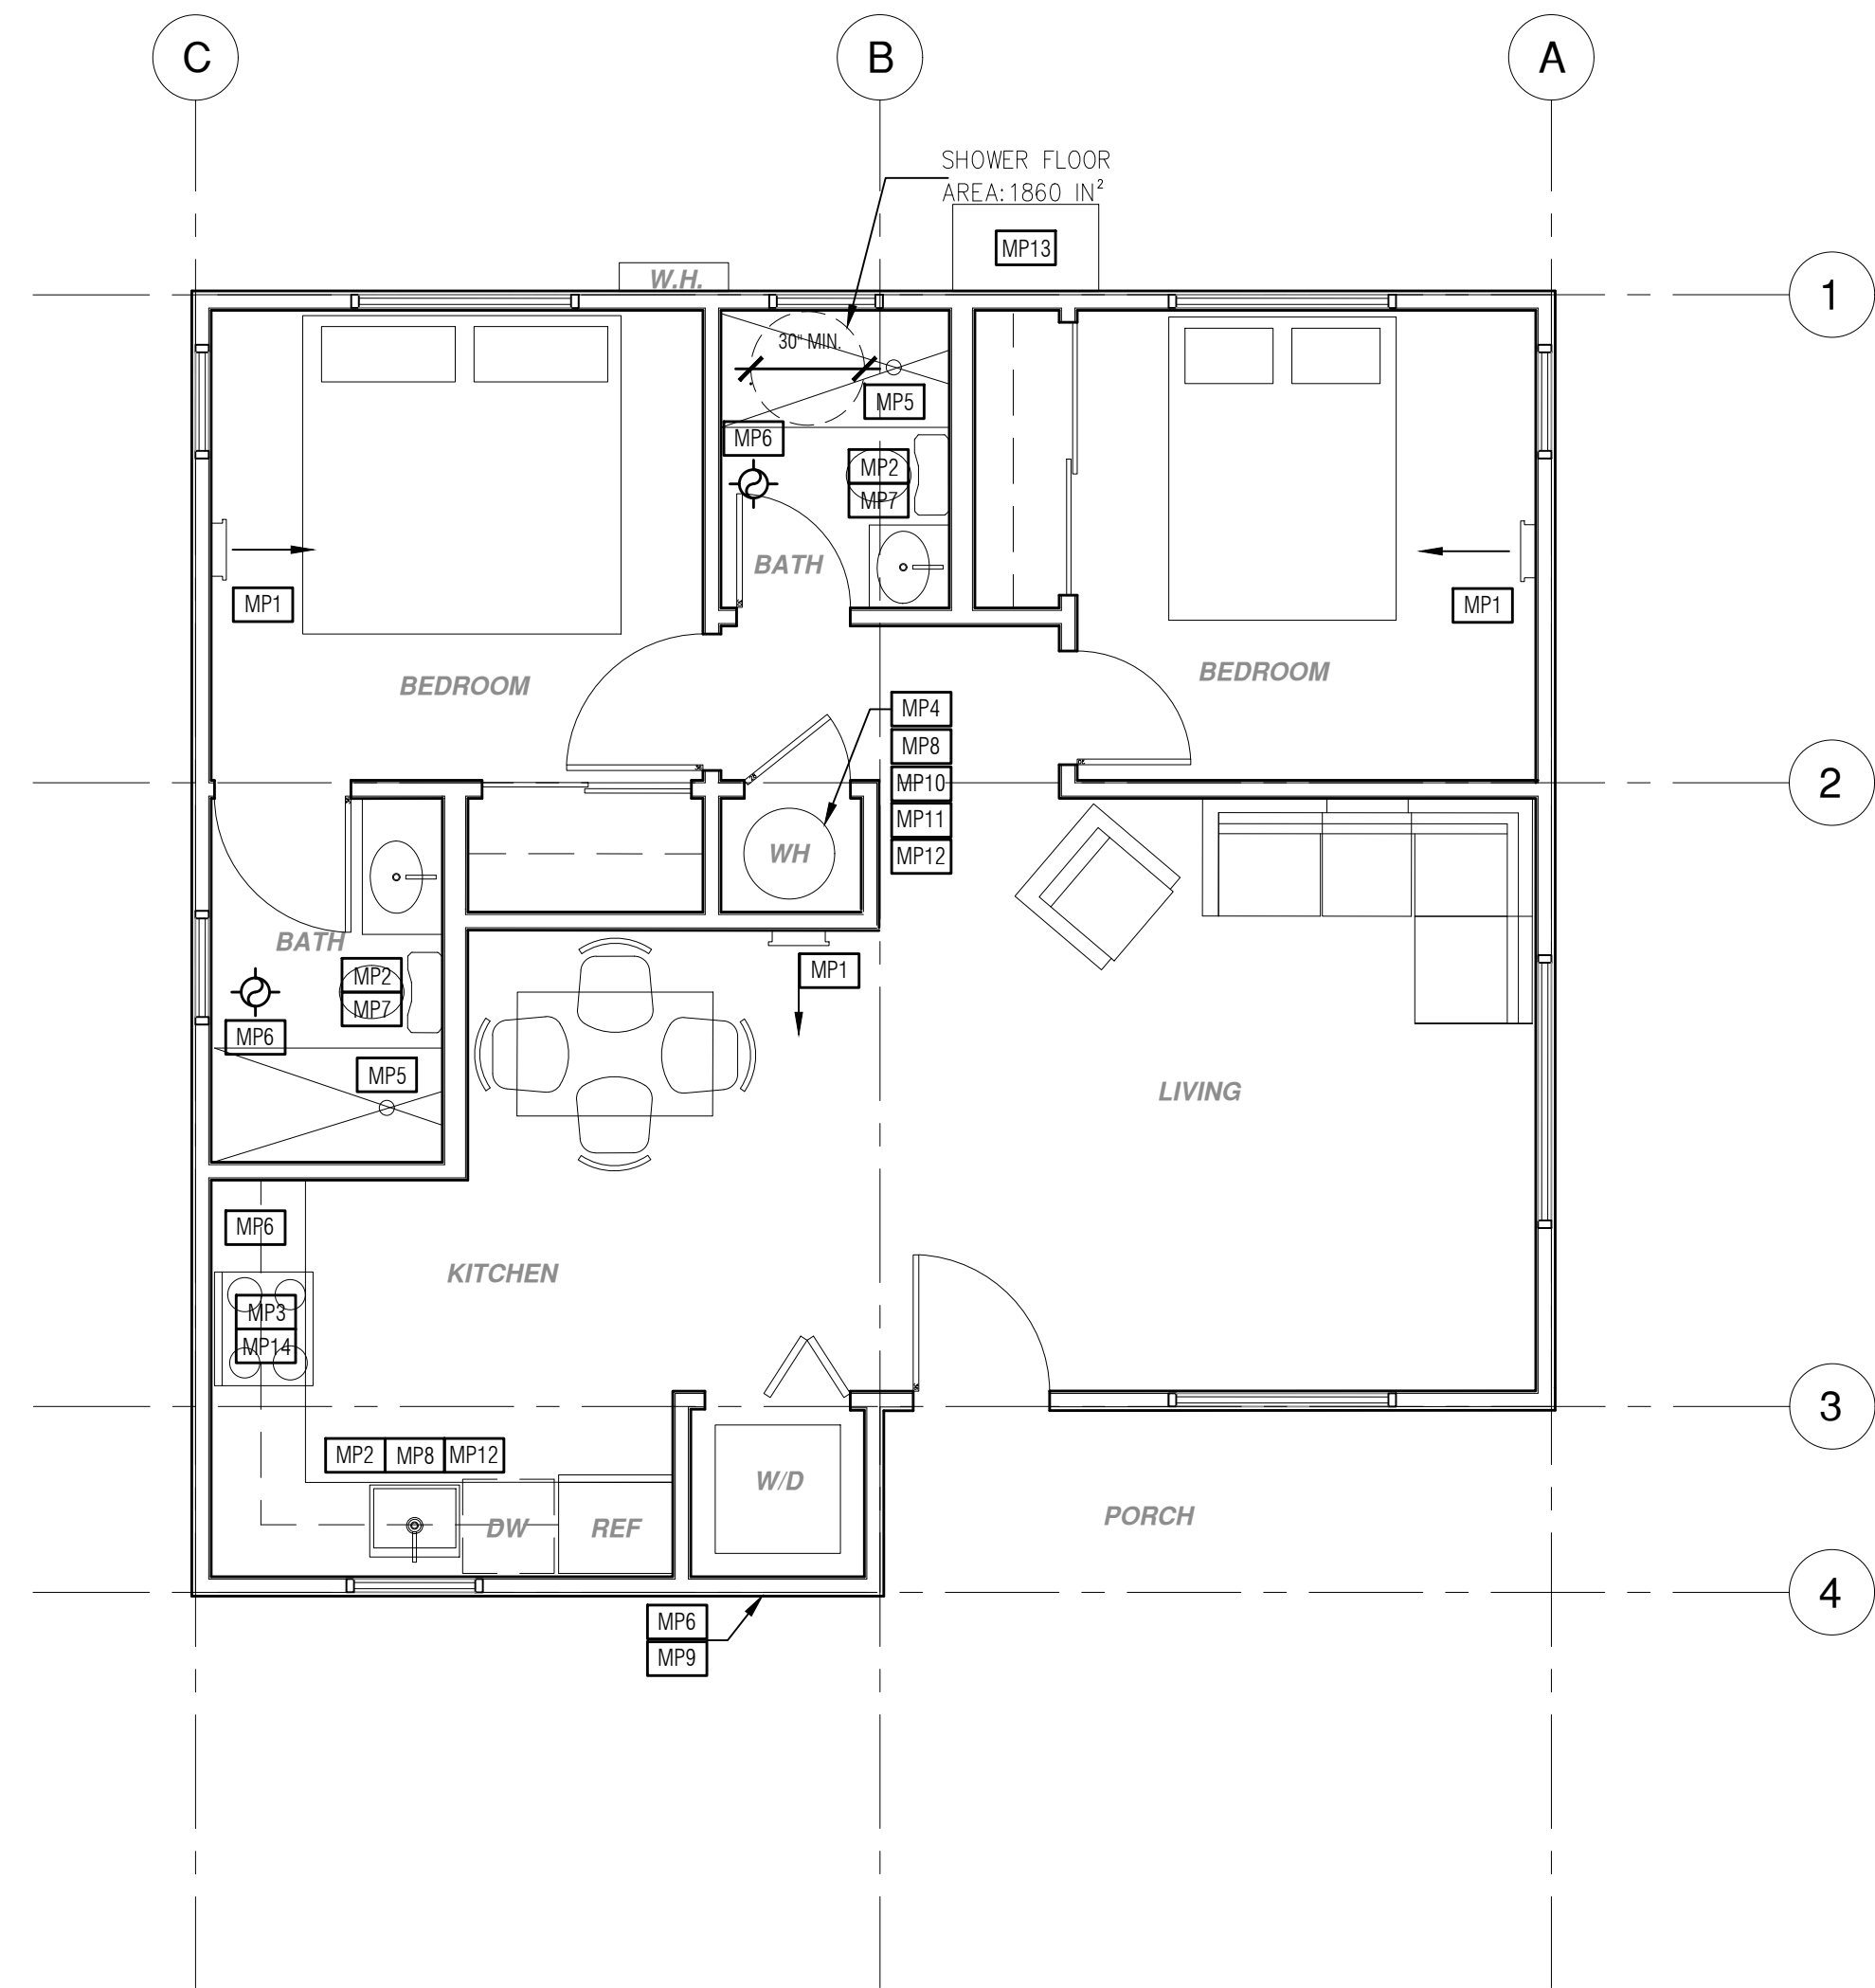 C
B
A
SHOWER FLOOR
AREA:1860 IN²
MP13
W.H.
1
30" MIN.
MP5
MP6
MP2
MP7
BATH
MP1
MP1
BEDROOM
BEDROOM
MP4
MP8
MP10
MP11
MP12
2
WH
BATH
MP2
MP7
MP1
MP6
MP5
LIVING
MP6
KITCHEN
MP3
MP14
3
MP2 MP8 MP12
W/D
DW
REF
PORCH
4
MP6
MP9